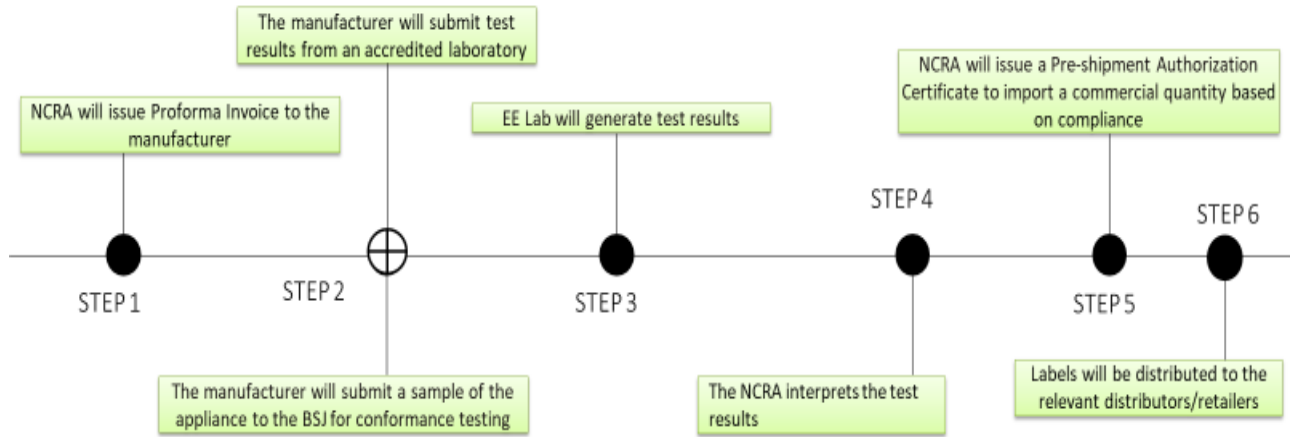 The manufacturer will submit test
results from an accredited laboratory
NCRA will issue Proforma Invoice to the
manufacturer
EE Lab will generate test results
NCRA will issue a Pre-shipment Authorization
Certificate to import a commercial quantity based
on compliance
STEP 1
STEP 2
STEP 3
STEP 4
STEP 5
STEP 6
The manufacturer will submit a sample of the
appliance to the BSJ for conformance testing
The NCRA interprets the test
results
Labels will be distributed to the
relevant distributors/retailers